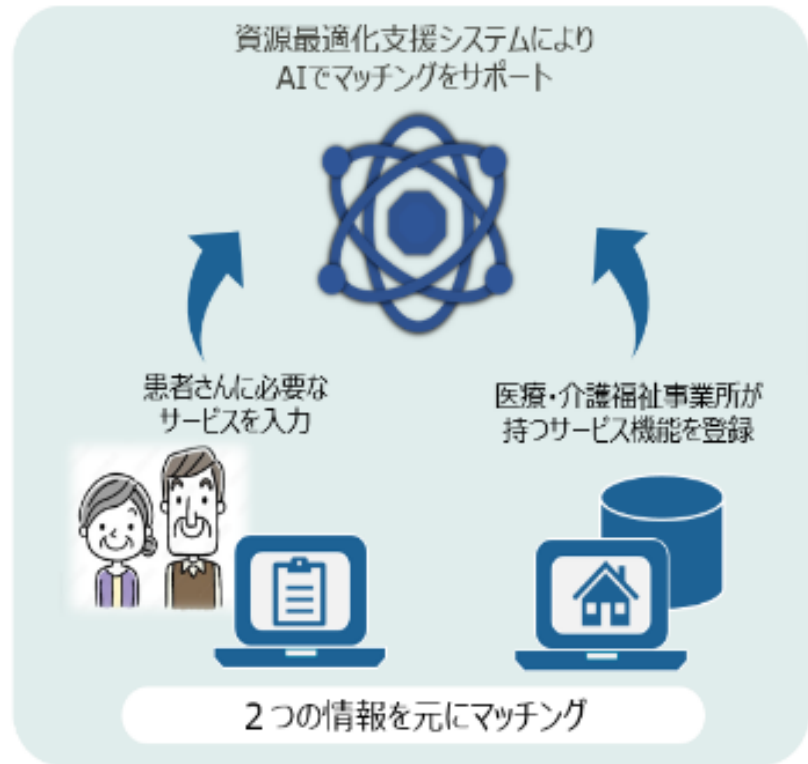 資源最適化支援システムにより
AIでマッチングをサポート
患者さんに必要な
サービスを入力
医療・介護福祉事業所が
持つサービス機能を登録
２つの情報を元にマッチング